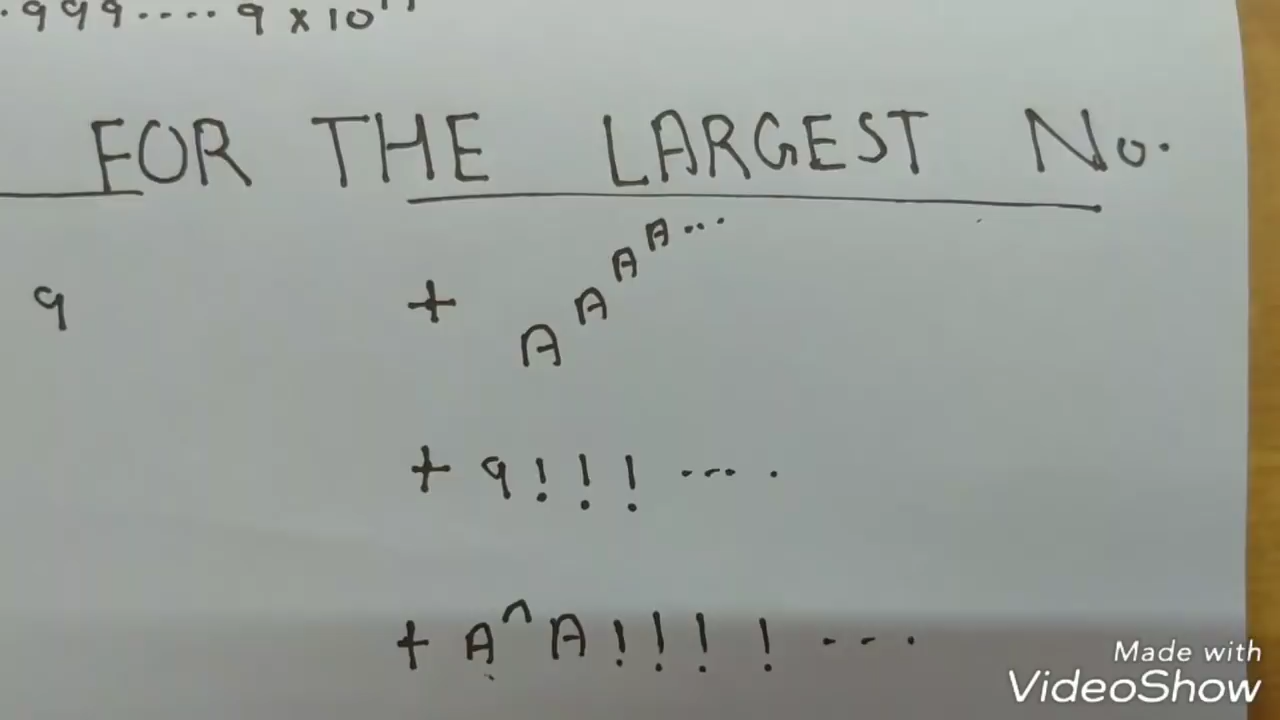 .999....9 x 10
FOR THE LARGEST No.
9 + A^A^A^A...
+ 9!!! ....
+ A^A!!!! ...
Made with
VideoShow